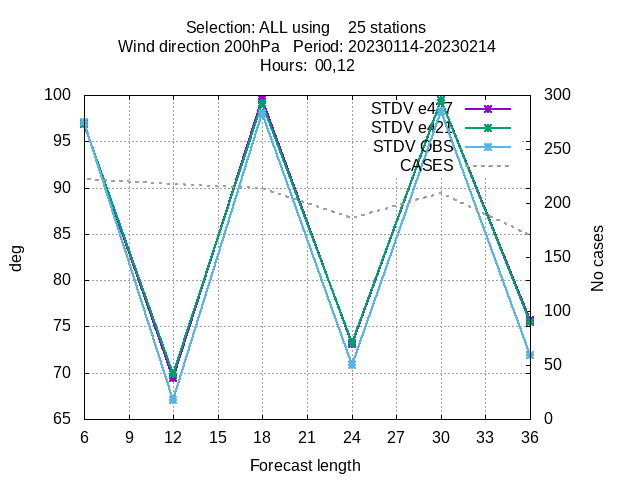 Selection: ALL using    25 stations
Wind direction 200hPa   Period: 20230114-20230214
Hours:  00,12
100 300
STDV e427
STDV e421
95
STDV OBS 250
CASES
90
200
85
deg No cases
80 150
100
75
70 50
65 0
6 9 12 15 18 21 24 27 30 33 36
Forecast length